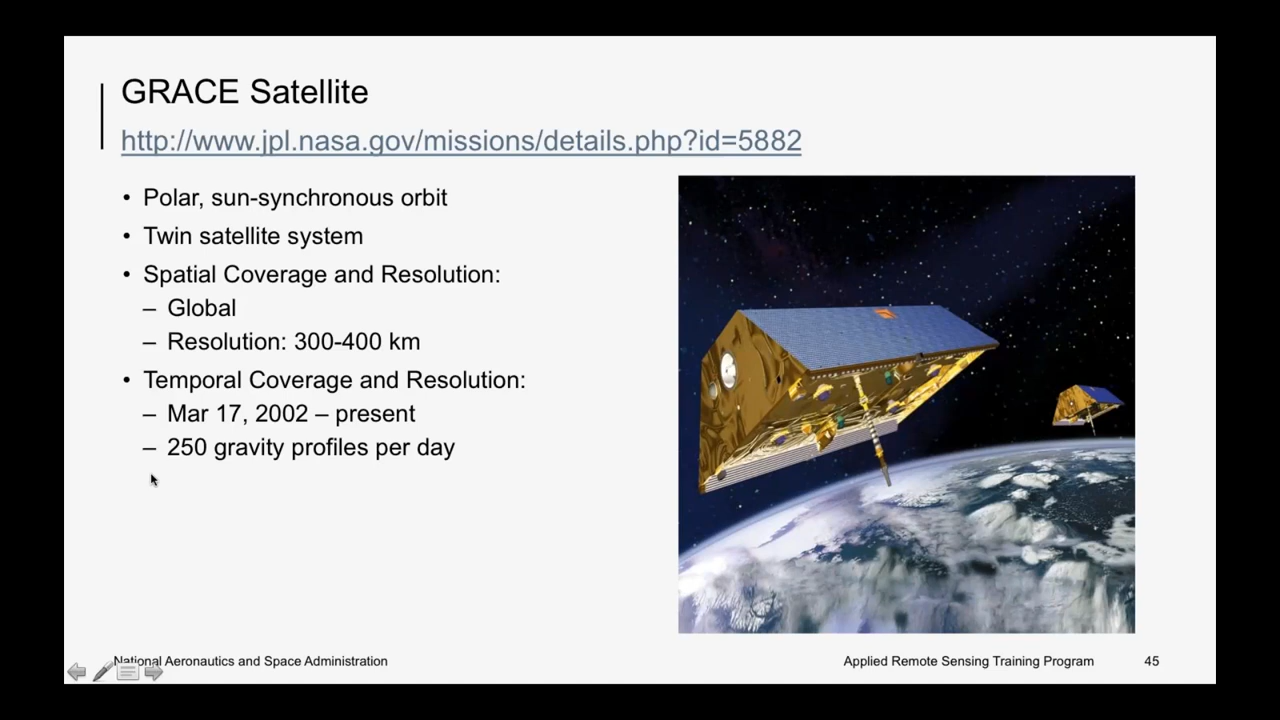 GRACE Satellite
http://www.jpl.nasa.gov/missions/details.php?id=5882
• Polar, sun-synchronous orbit
• Twin satellite system
• Spatial Coverage and Resolution:
– Global
– Resolution: 300-400 km
• Temporal Coverage and Resolution:
– Mar 17, 2002 – present
– 250 gravity profiles per day
National Aeronautics and Space Administration
Applied Remote Sensing Training Program
45